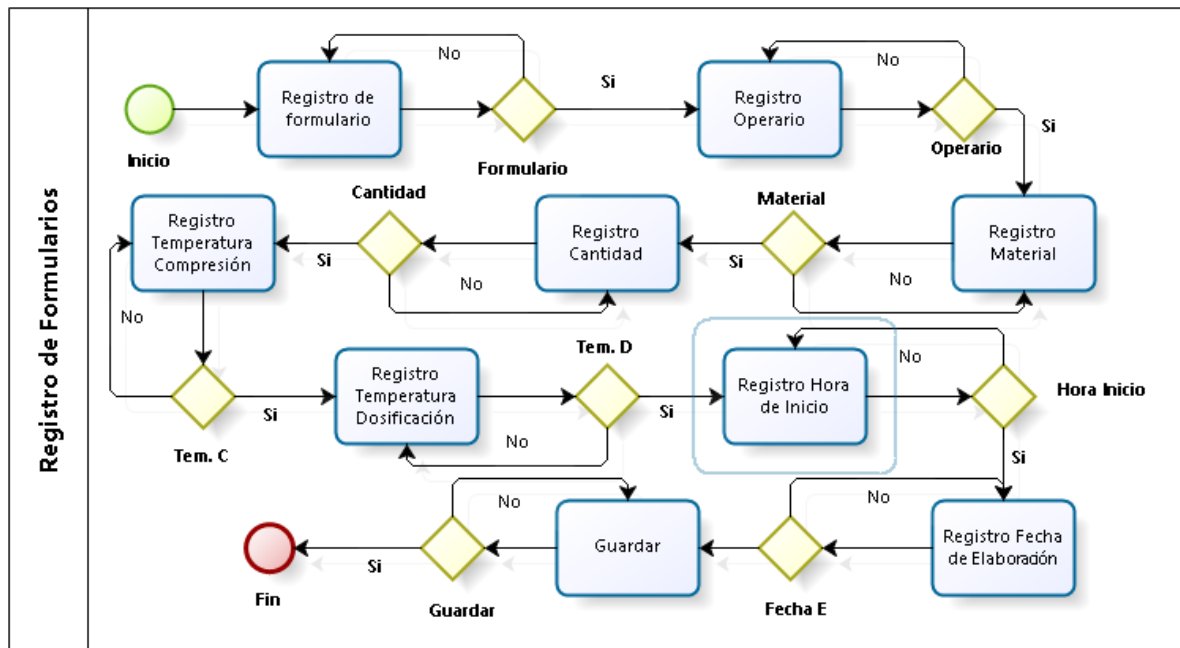 Registro de Formularios
Inicio
Registro de
formulario
No
Formulario
Si
Registro
Operario
No
Operario
Si
Registro
Material
No
Material
Si
Registro
Cantidad
No
Cantidad
Si
Registro
Temperatura
Compresión
No
Tem. C
Si
Registro
Temperatura
Dosificación
No
Tem. D
Si
Registro Hora
de Inicio
No
Hora Inicio
Si
Registro Fecha
de Elaboración
No
Fecha E
Guardar
No
Guardar
Si
Fin